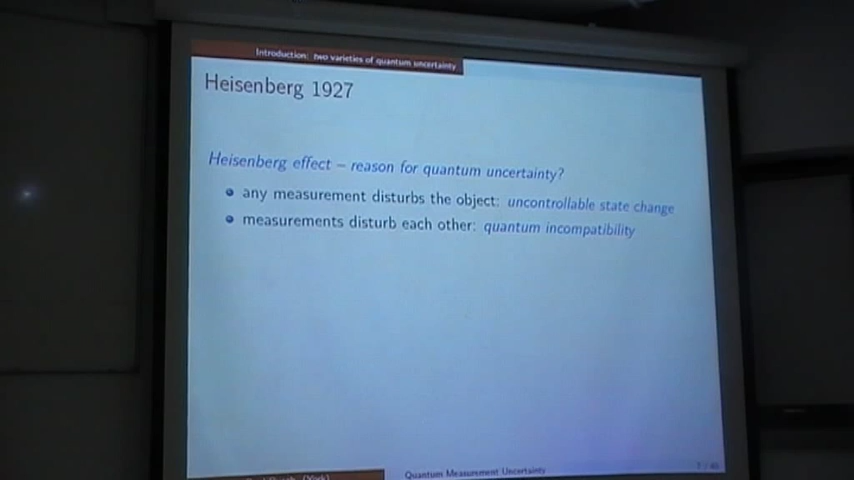 Introduction: two varieties of quantum uncertainty
Heisenberg 1927
Heisenberg effect – reason for quantum uncertainty?
any measurement disturbs the object: uncontrollable state change
measurements disturb each other: quantum incompatibility
(York)
Quantum Measurement Uncertainty